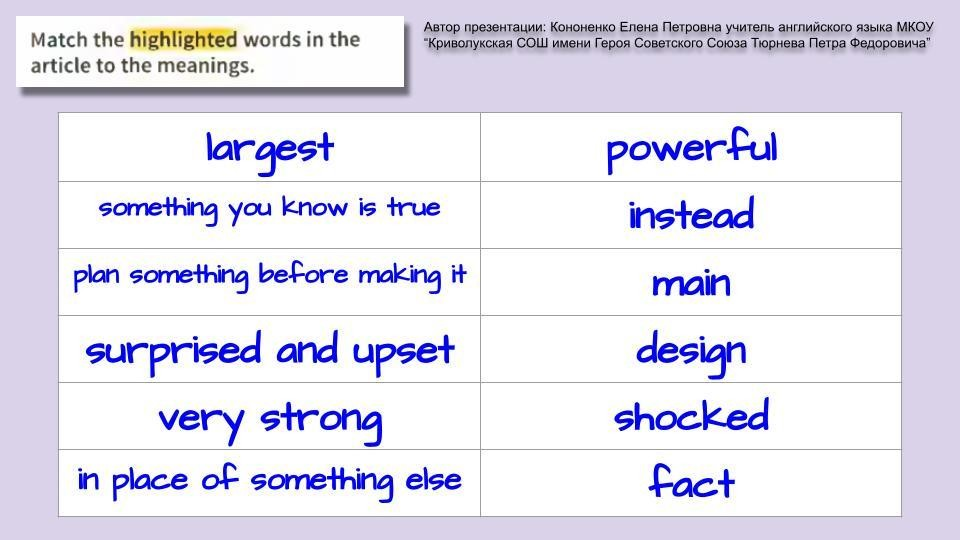 Match the highlighted words in the
article to the meanings.
Автор презентации: Кононенко Елена Петровна учитель английского языка МКОУ
“Криволукская СОШ имени Героя Советского Союза Тюрнева Петра Федоровича”
largest
powerful
something you know is true
instead
plan something before making it
main
surprised and upset
design
very strong
shocked
in place of something else
fact